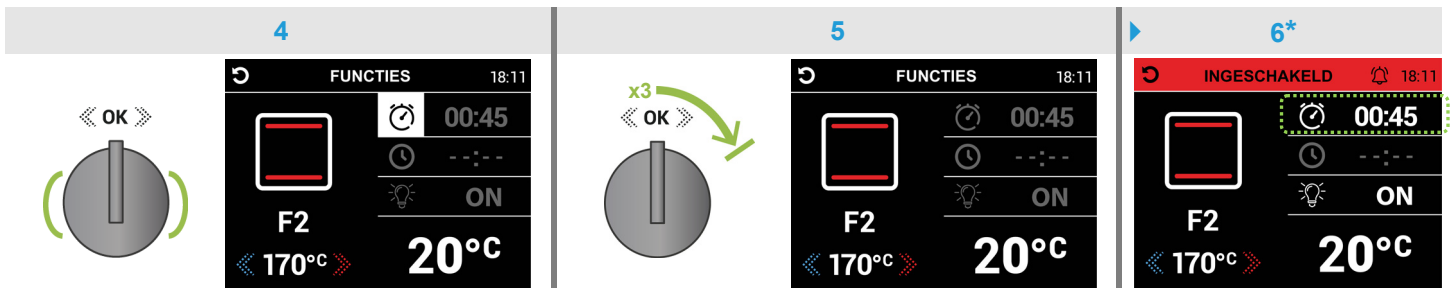 4
OK
FUNCTIES 18:11
00:45
--:--
ON
F2
170°C
20°C
5
x3
OK
FUNCTIES 18:11
00:45
--:--
ON
F2
170°C
20°C
6*
INGESCHAKELD 18:11
00:45
--:--
ON
F2
170°C
20°C